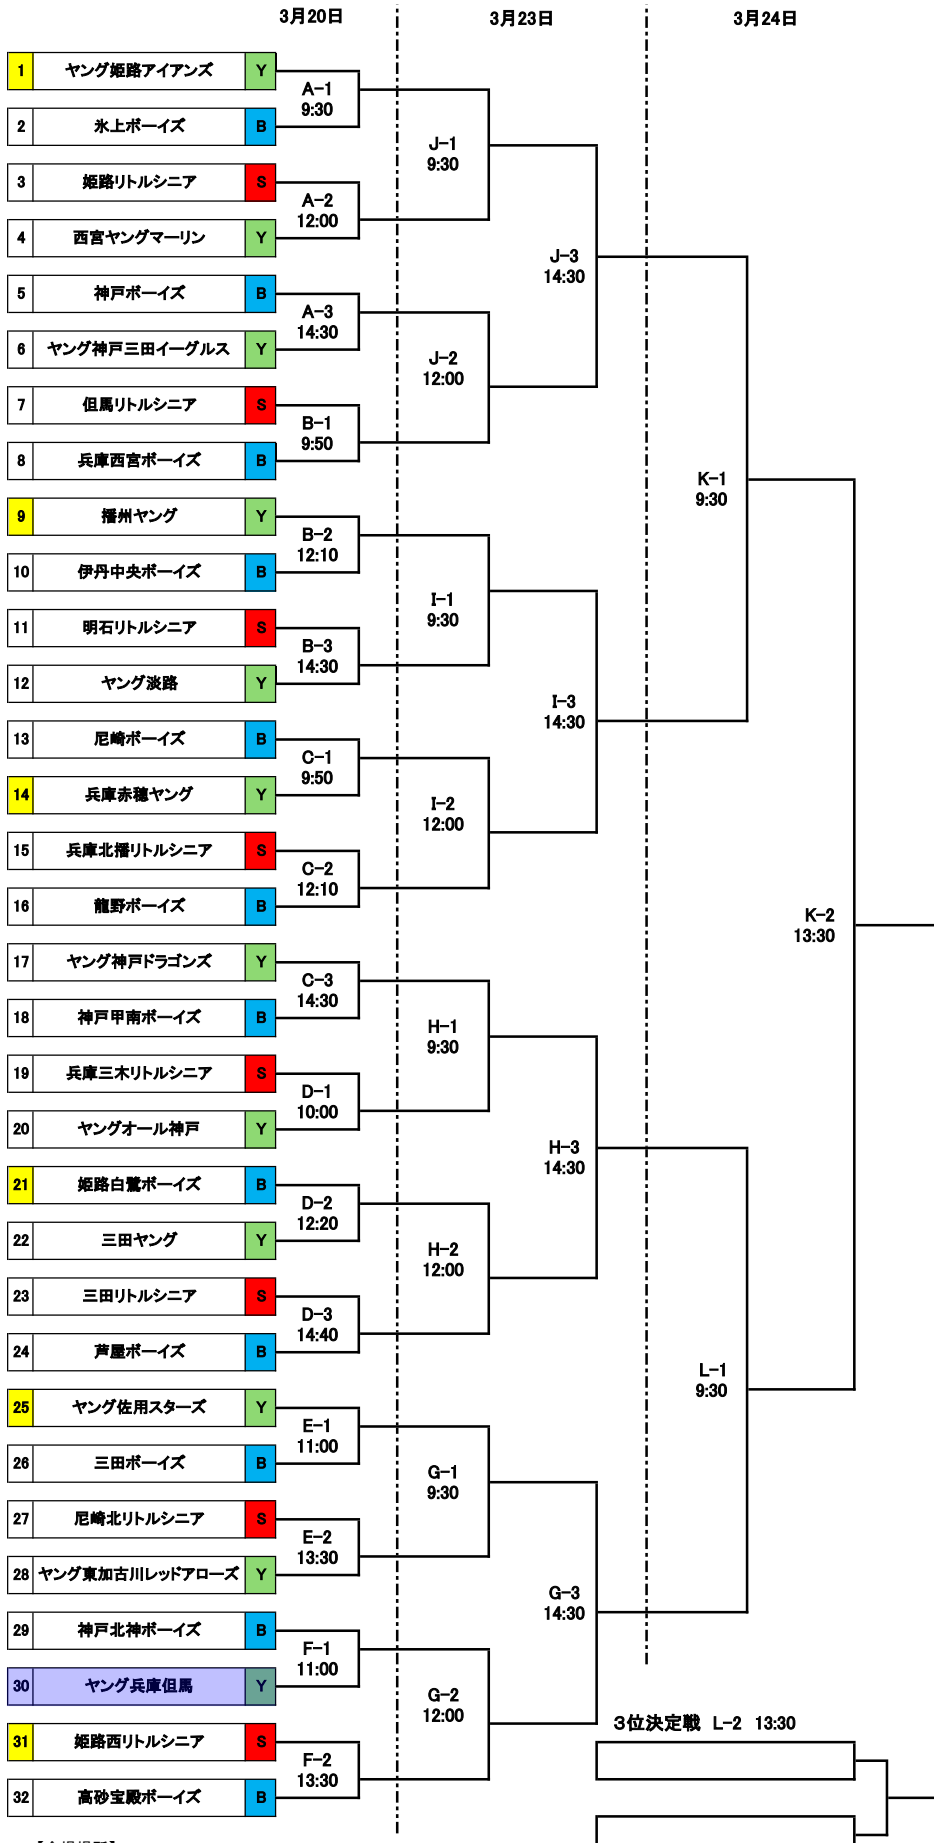 3月20日 3月23日 3月24日
1 ヤング姫路アイアンズ Y
A-1
9:30
2 氷上ボーイズ B
J-1
9:30
3 姫路リトルシニア S
A-2
12:00
4 西宮ヤングマーリン Y
J-3
14:30
5 神戸ボーイズ B
A-3
14:30
6 ヤング神戸三田イーグルス Y
J-2
12:00
7 但馬リトルシニア S
B-1
9:50
8 兵庫西宮ボーイズ B
K-1
9:30
9 播州ヤング Y
B-2
12:10
10 伊丹中央ボーイズ B
I-1
9:30
11 明石リトルシニア S
B-3
14:30
12 ヤング淡路 Y
I-3
14:30
13 尼崎ボーイズ B
C-1
9:50
14 兵庫赤穂ヤング Y
I-2
12:00
15 兵庫北播リトルシニア S
C-2
12:10
16 龍野ボーイズ B
K-2
13:30
17 ヤング神戸ドラゴンズ Y
C-3
14:30
18 神戸甲南ボーイズ B
H-1
9:30
19 兵庫三木リトルシニア S
D-1
10:00
20 ヤングオール神戸 Y
H-3
14:30
21 姫路白鷺ボーイズ B
D-2
12:20
22 三田ヤング Y
H-2
12:00
23 三田リトルシニア S
D-3
14:40
24 芦屋ボーイズ B
L-1
9:30
25 ヤング佐用スターズ Y
E-1
11:00
26 三田ボーイズ B
G-1
9:30
27 尼崎北リトルシニア S
E-2
13:30
28 ヤング東加古川レッドアローズ Y
G-3
14:30
29 神戸北神ボーイズ B
F-1
11:00
30 ヤング兵庫但馬 Y
G-2
12:00
31 姫路西リトルシニア S
3位決定戦 L-2 13:30
F-2
13:30
32 高砂宝殿ボーイズ B